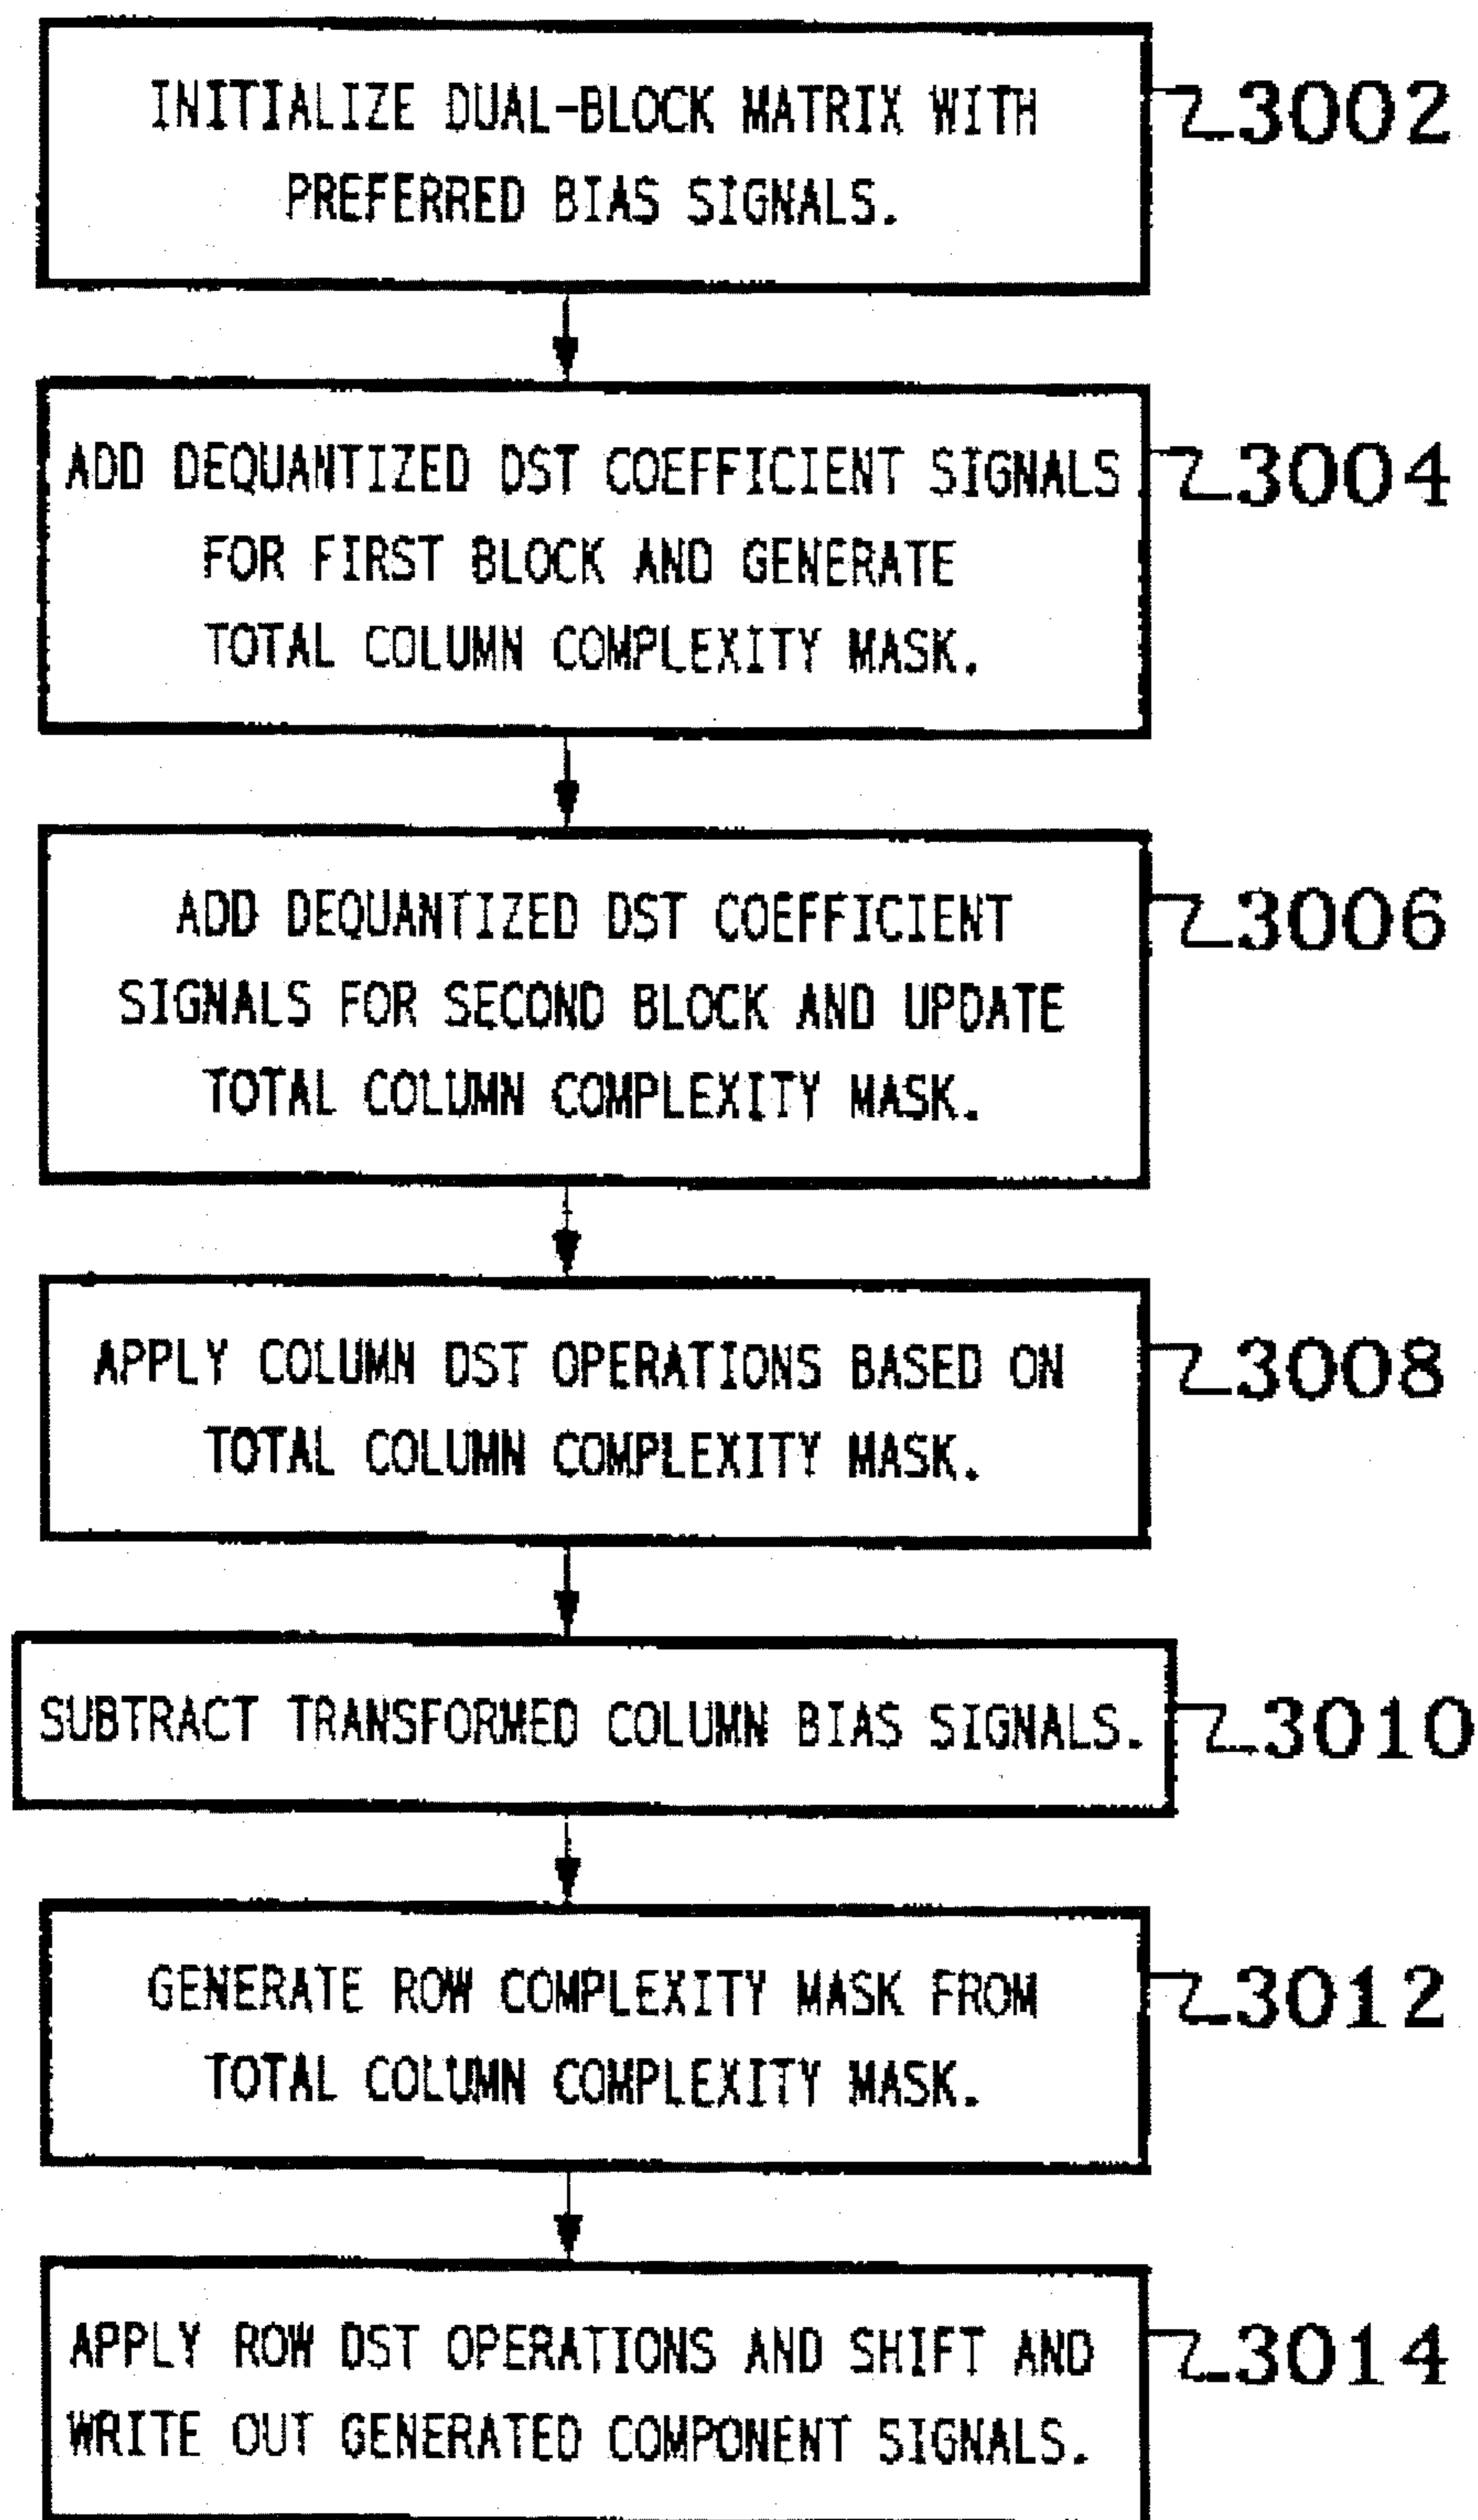 INITIALIZE DUAL-BLOCK MATRIX WITH
PREFERRED BIAS SIGNALS.
3002
ADD DEQUANTIZED DST COEFFICIENT SIGNALS
FOR FIRST BLOCK AND GENERATE
TOTAL COLUMN COMPLEXITY MASK.
3004
ADD DEQUANTIZED DST COEFFICIENT
SIGNALS FOR SECOND BLOCK AND UPDATE
TOTAL COLUMN COMPLEXITY MASK.
3006
APPLY COLUMN DST OPERATIONS BASED ON
TOTAL COLUMN COMPLEXITY MASK.
3008
SUBTRACT TRANSFORMED COLUMN BIAS SIGNALS.
3010
GENERATE ROW COMPLEXITY MASK FROM
TOTAL COLUMN COMPLEXITY MASK.
3012
APPLY ROW DST OPERATIONS AND SHIFT AND
WRITE OUT GENERATED COMPONENT SIGNALS.
3014